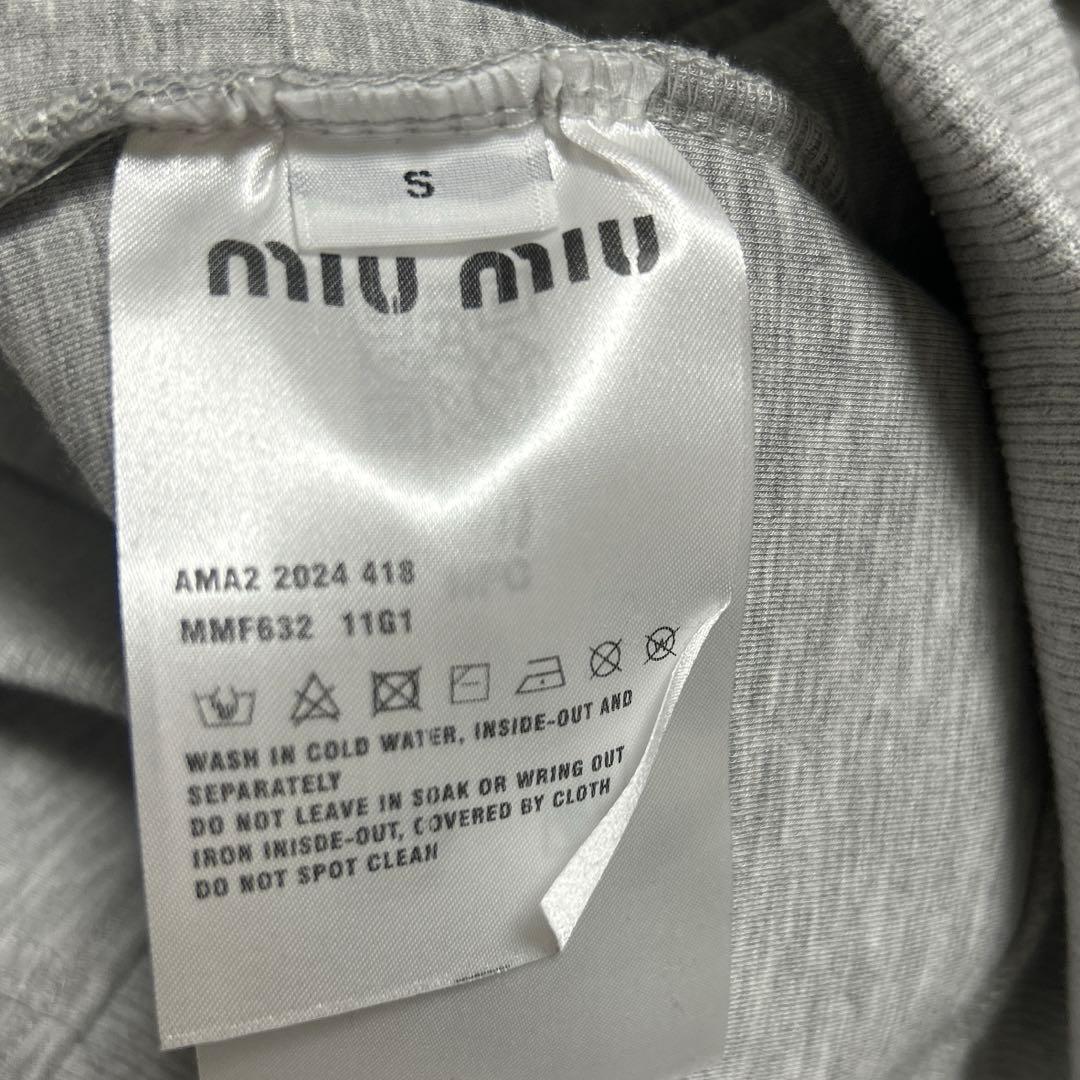 S
MIU MIU
AMA2 2024 418
MMF632 11G1
W
WASH IN COLD WATER, INSIDE-OUT AND
SEPARATELY
DO NOT LEAVE IN SOAK OR WRING OUT
IRON INISDE-OUT, COVERED BY CLOTH
DO NOT SPOT CLEAN